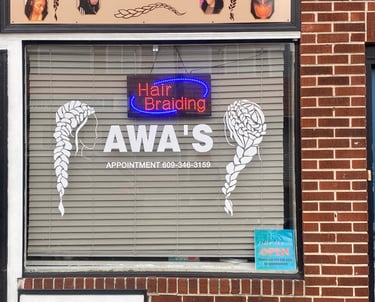 Hair
Braiding
AWA'S
APPOINTMENT 609-346-3159
OPEN